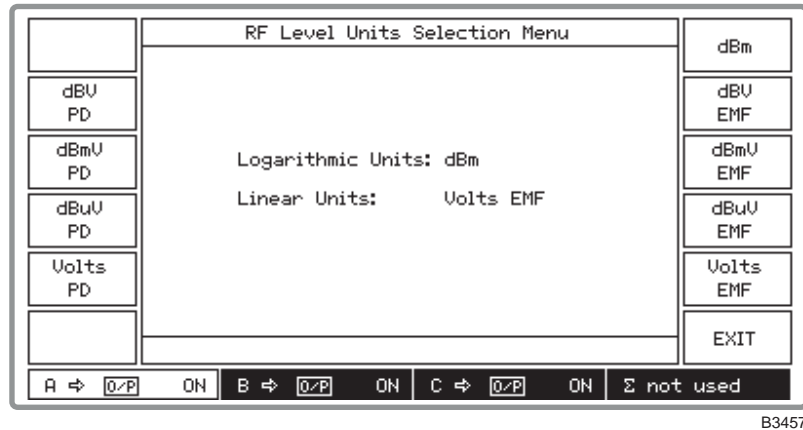 RF Level Units Selection Menu
dBm
dBV
PD
dBV
EMF
dBmV
PD
Logarithmic Units: dBm
dBmV
EMF
dBuV
PD
Linear Units: Volts EMF
dBuV
EMF
Volts
PD
Volts
EMF
EXIT
A ⇨ O/P ON B ⇨ O/P ON C ⇨ O/P ON Σ not used
B3457